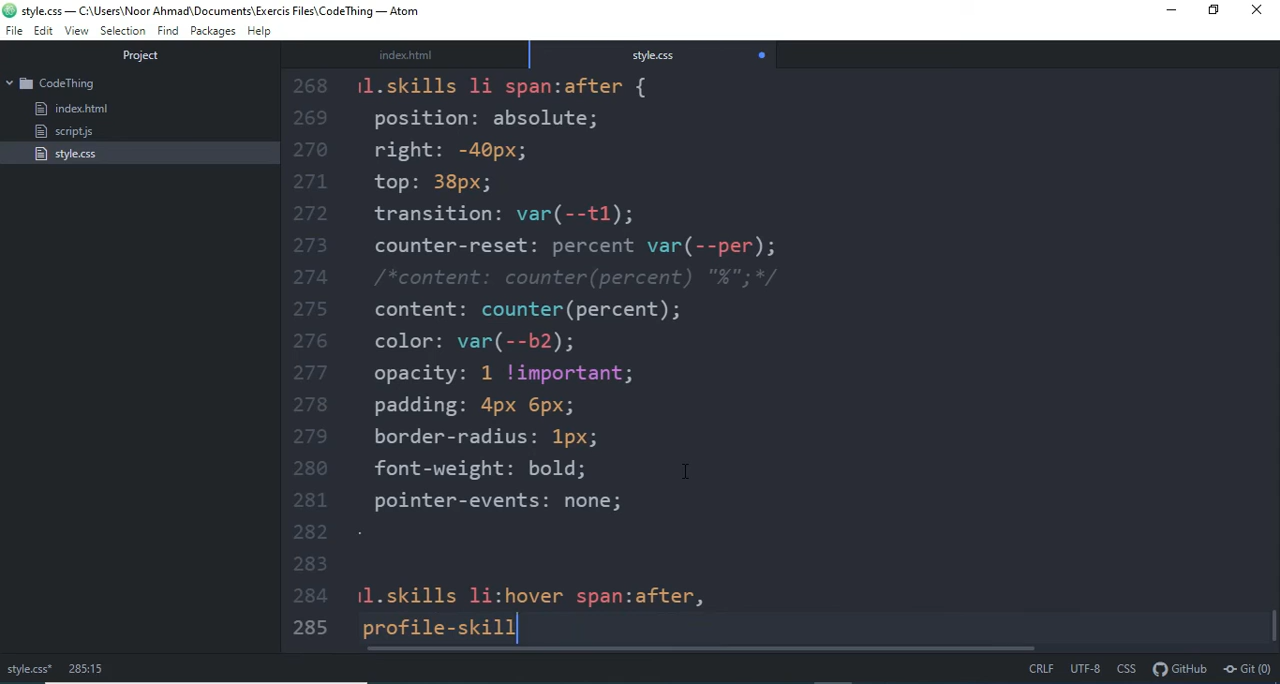 style.css — C:\Users\Noor Ahmad\Documents\Exercis Files\CodeThing — Atom
File Edit View Selection Find Packages Help
Project
index.html
style.css
CodeThing
index.html
script.js
style.css
268 ul.skills li span:after {
269 position: absolute;
270 right: -40px;
271 top: 38px;
272 transition: var(--t1);
273 counter-reset: percent var(--per);
274 /*content: counter(percent) "%";*/
275 content: counter(percent);
276 color: var(--b2);
277 opacity: 1 !important;
278 padding: 4px 6px;
279 border-radius: 1px;
280 font-weight: bold;
281 pointer-events: none;
282
283
284 ul.skills li:hover span:after,
285 profile-skill
style.css* 285:15 CRLF UTF-8 CSS GitHub Git (0)